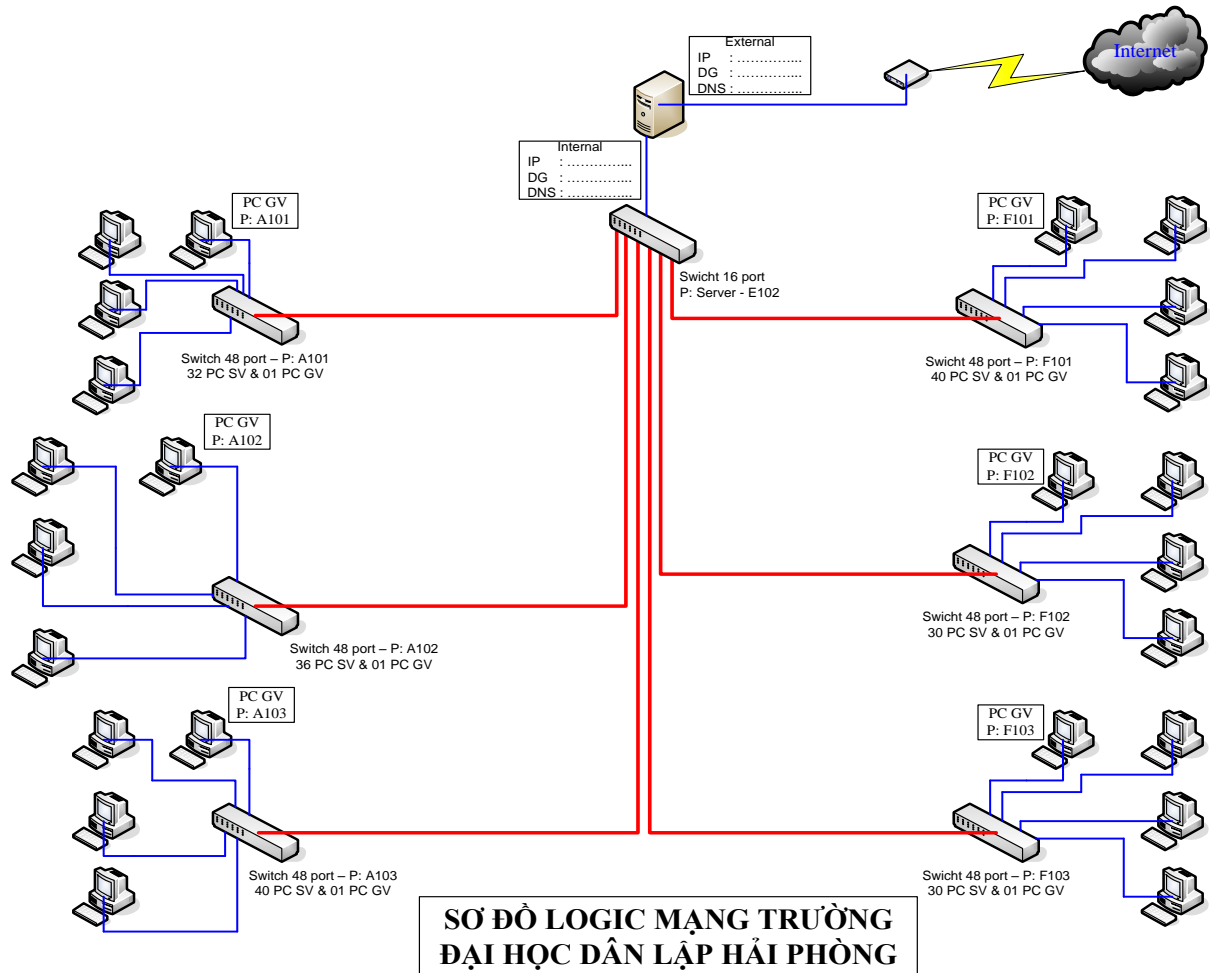 External
IP : …………...
DG : …………...
DNS : …………...
Internet
Internal
IP : …………...
DG : …………...
DNS : …………...
PC GV
P: A101
PC GV
P: F101
Swicht 16 port
P: Server - E102
Switch 48 port – P: A101
32 PC SV & 01 PC GV
Swicht 48 port – P: F101
40 PC SV & 01 PC GV
PC GV
P: A102
PC GV
P: F102
Switch 48 port – P: A102
36 PC SV & 01 PC GV
Swicht 48 port – P: F102
30 PC SV & 01 PC GV
PC GV
P: A103
PC GV
P: F103
Switch 48 port – P: A103
40 PC SV & 01 PC GV
Swicht 48 port – P: F103
30 PC SV & 01 PC GV
SƠ ĐỒ LOGIC MẠNG TRƯỜNG
ĐẠI HỌC DÂN LẬP HẢI PHÒNG